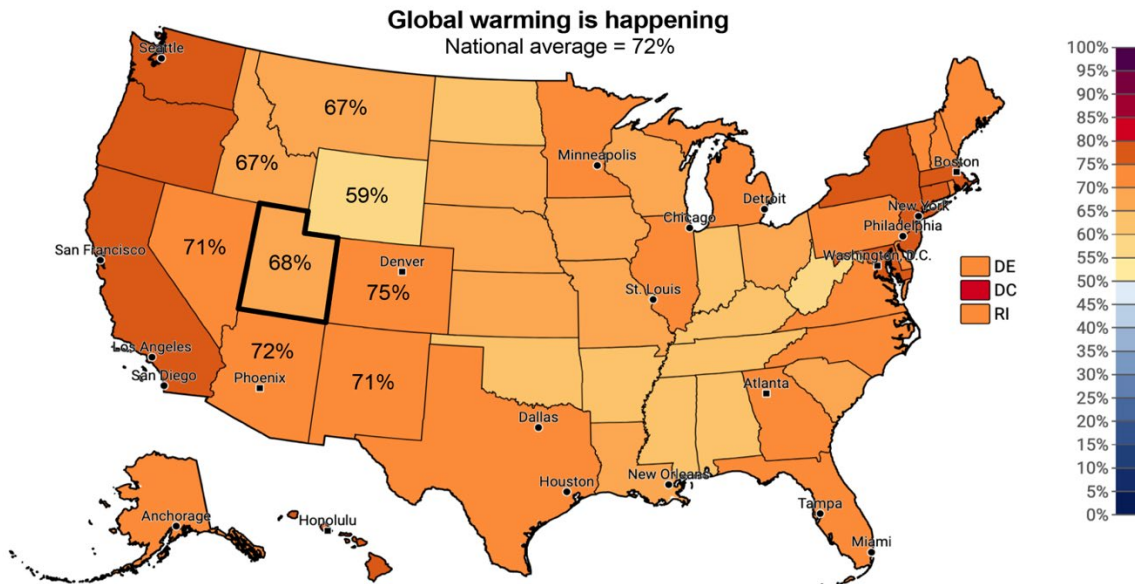 Global warming is happening
National average = 72%
Seattle
67%
67%
59%
Minneapolis
Boston
Detroit
New York
Chicago
Philadelphia
71%
San Francisco
68%
Denver
75%
Washington, D.C.
St. Louis
Los Angeles
San Diego
72%
Phoenix
71%
Atlanta
Dallas
Houston
New Orleans
Tampa
Miami
Anchorage
Honolulu
DE
DC
RI
100%
95%
90%
85%
80%
75%
70%
65%
60%
55%
50%
45%
40%
35%
30%
25%
20%
15%
10%
5%
0%